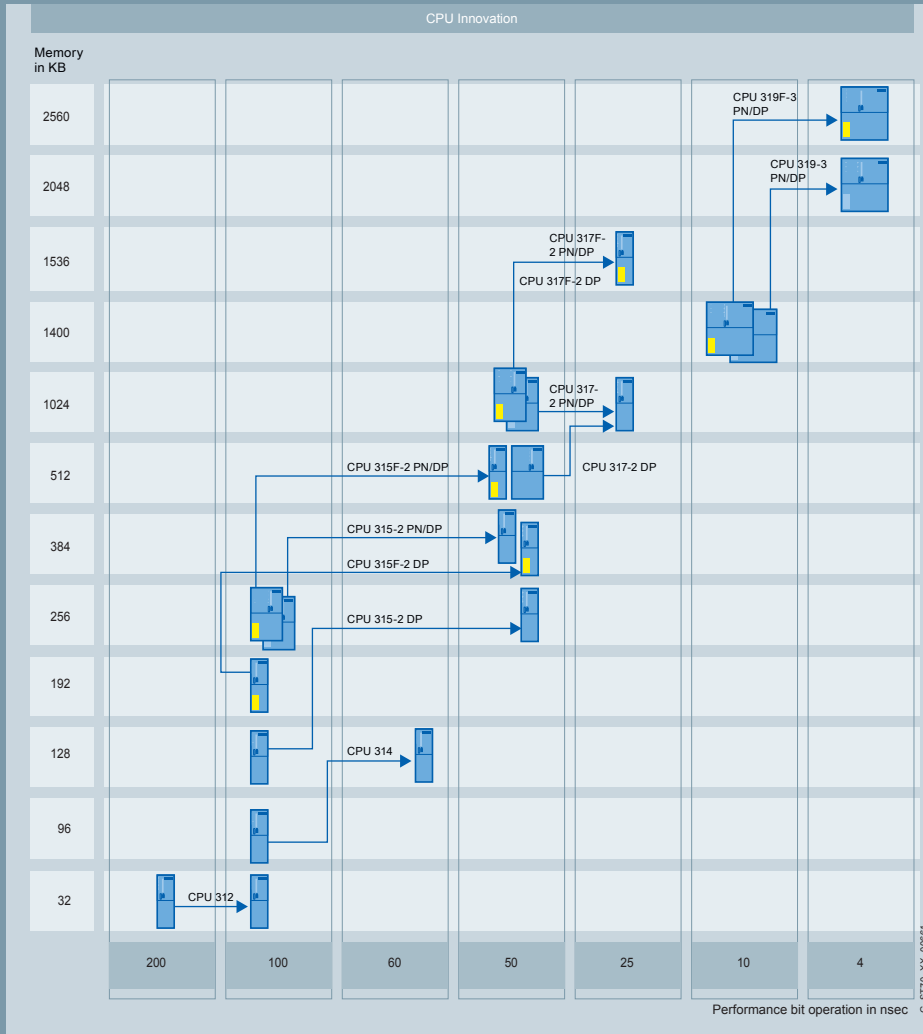 CPU Innovation
Memory
in KB
2560
CPU 319F-3
PN/DP
2048
CPU 319-3
PN/DP
1536
CPU 317F-
2 PN/DP
CPU 317F-2 DP
1400
1024
CPU 317-
2 PN/DP
512
CPU 315F-2 PN/DP
CPU 317-2 DP
384
CPU 315-2 PN/DP
CPU 315F-2 DP
256
CPU 315-2 DP
192
128
CPU 314
96
32
CPU 312
200
100
60
50
25
10
4
Performance bit operation in nsec